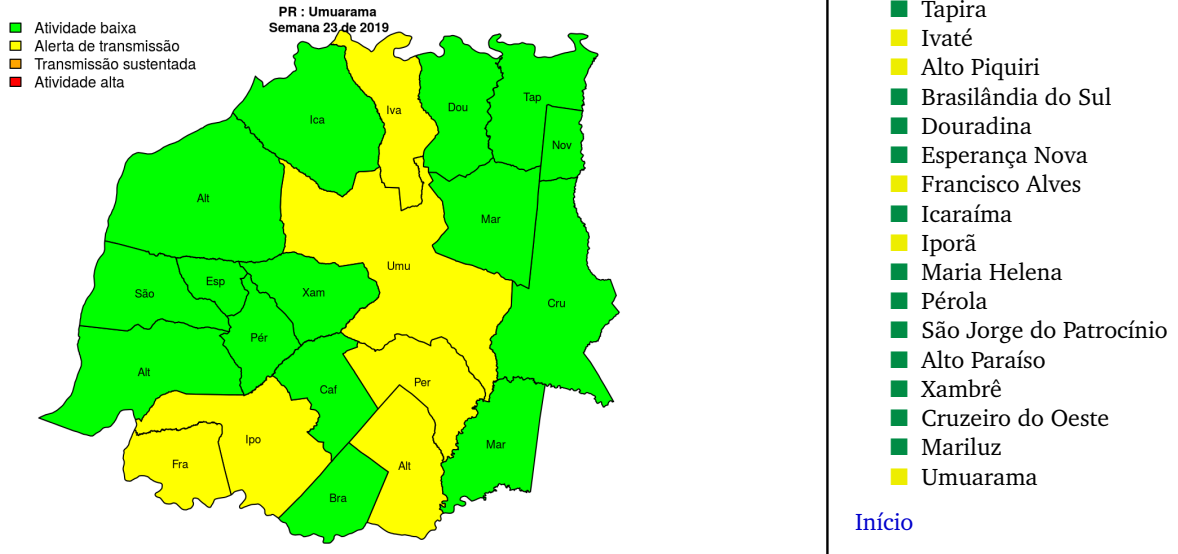 PR : Umuarama
Semana 23 de 2019
Atividade baixa
Alerta de transmissão
Transmissão sustentada
Atividade alta
Ica
Iva
Dou
Tap
Nov
Alt
Mar
Umu
Esp
São
Xam
Cru
Pér
Alt
Caf
Per
Ipo
Mar
Fra
Alt
Bra
Tapira
Ivaté
Alto Piquiri
Brasilândia do Sul
Douradina
Esperança Nova
Francisco Alves
Icaraíma
Iporã
Maria Helena
Pérola
São Jorge do Patrocínio
Alto Paraíso
Xambrê
Cruzeiro do Oeste
Mariluz
Umuarama
Início